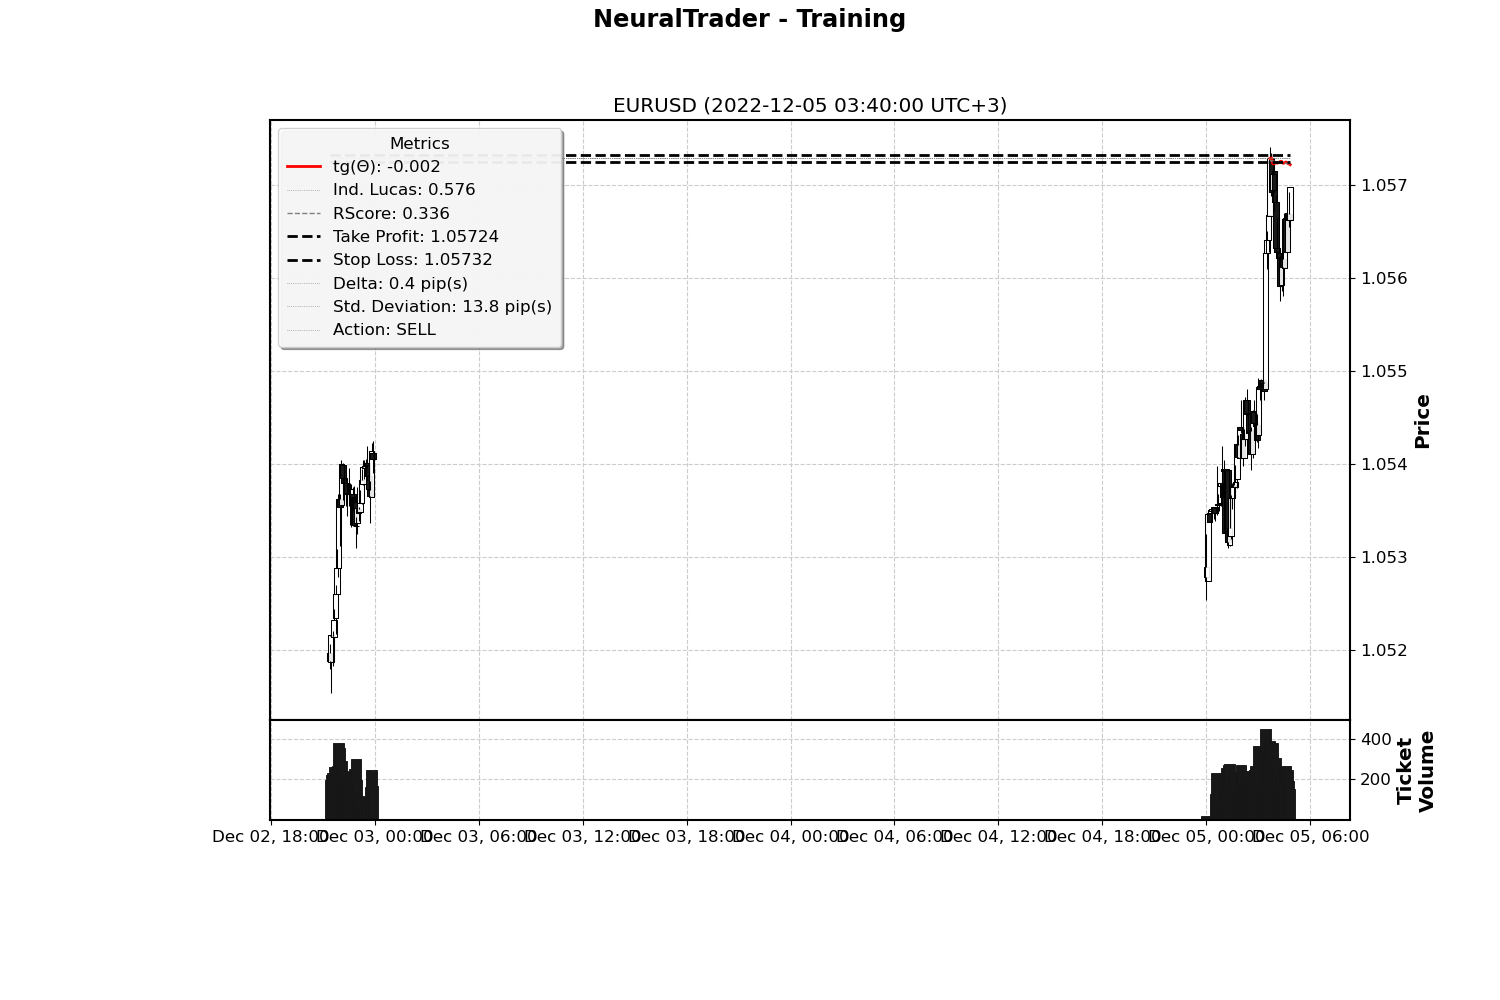 NeuralTrader - Training
EURUSD (2022-12-05 03:40:00 UTC+3)
Metrics
tg(Θ): -0.002
Ind. Lucas: 0.576
RScore: 0.336
Take Profit: 1.05724
Stop Loss: 1.05732
Delta: 0.4 pip(s)
Std. Deviation: 13.8 pip(s)
Action: SELL
1.057
1.056
1.055
1.054
1.053
1.052
Price
400
200
Ticket
Volume
Dec 02, 18:00
Dec 03, 00:00
Dec 03, 06:00
Dec 03, 12:00
Dec 03, 18:00
Dec 04, 00:00
Dec 04, 06:00
Dec 04, 12:00
Dec 04, 18:00
Dec 05, 00:00
Dec 05, 06:00